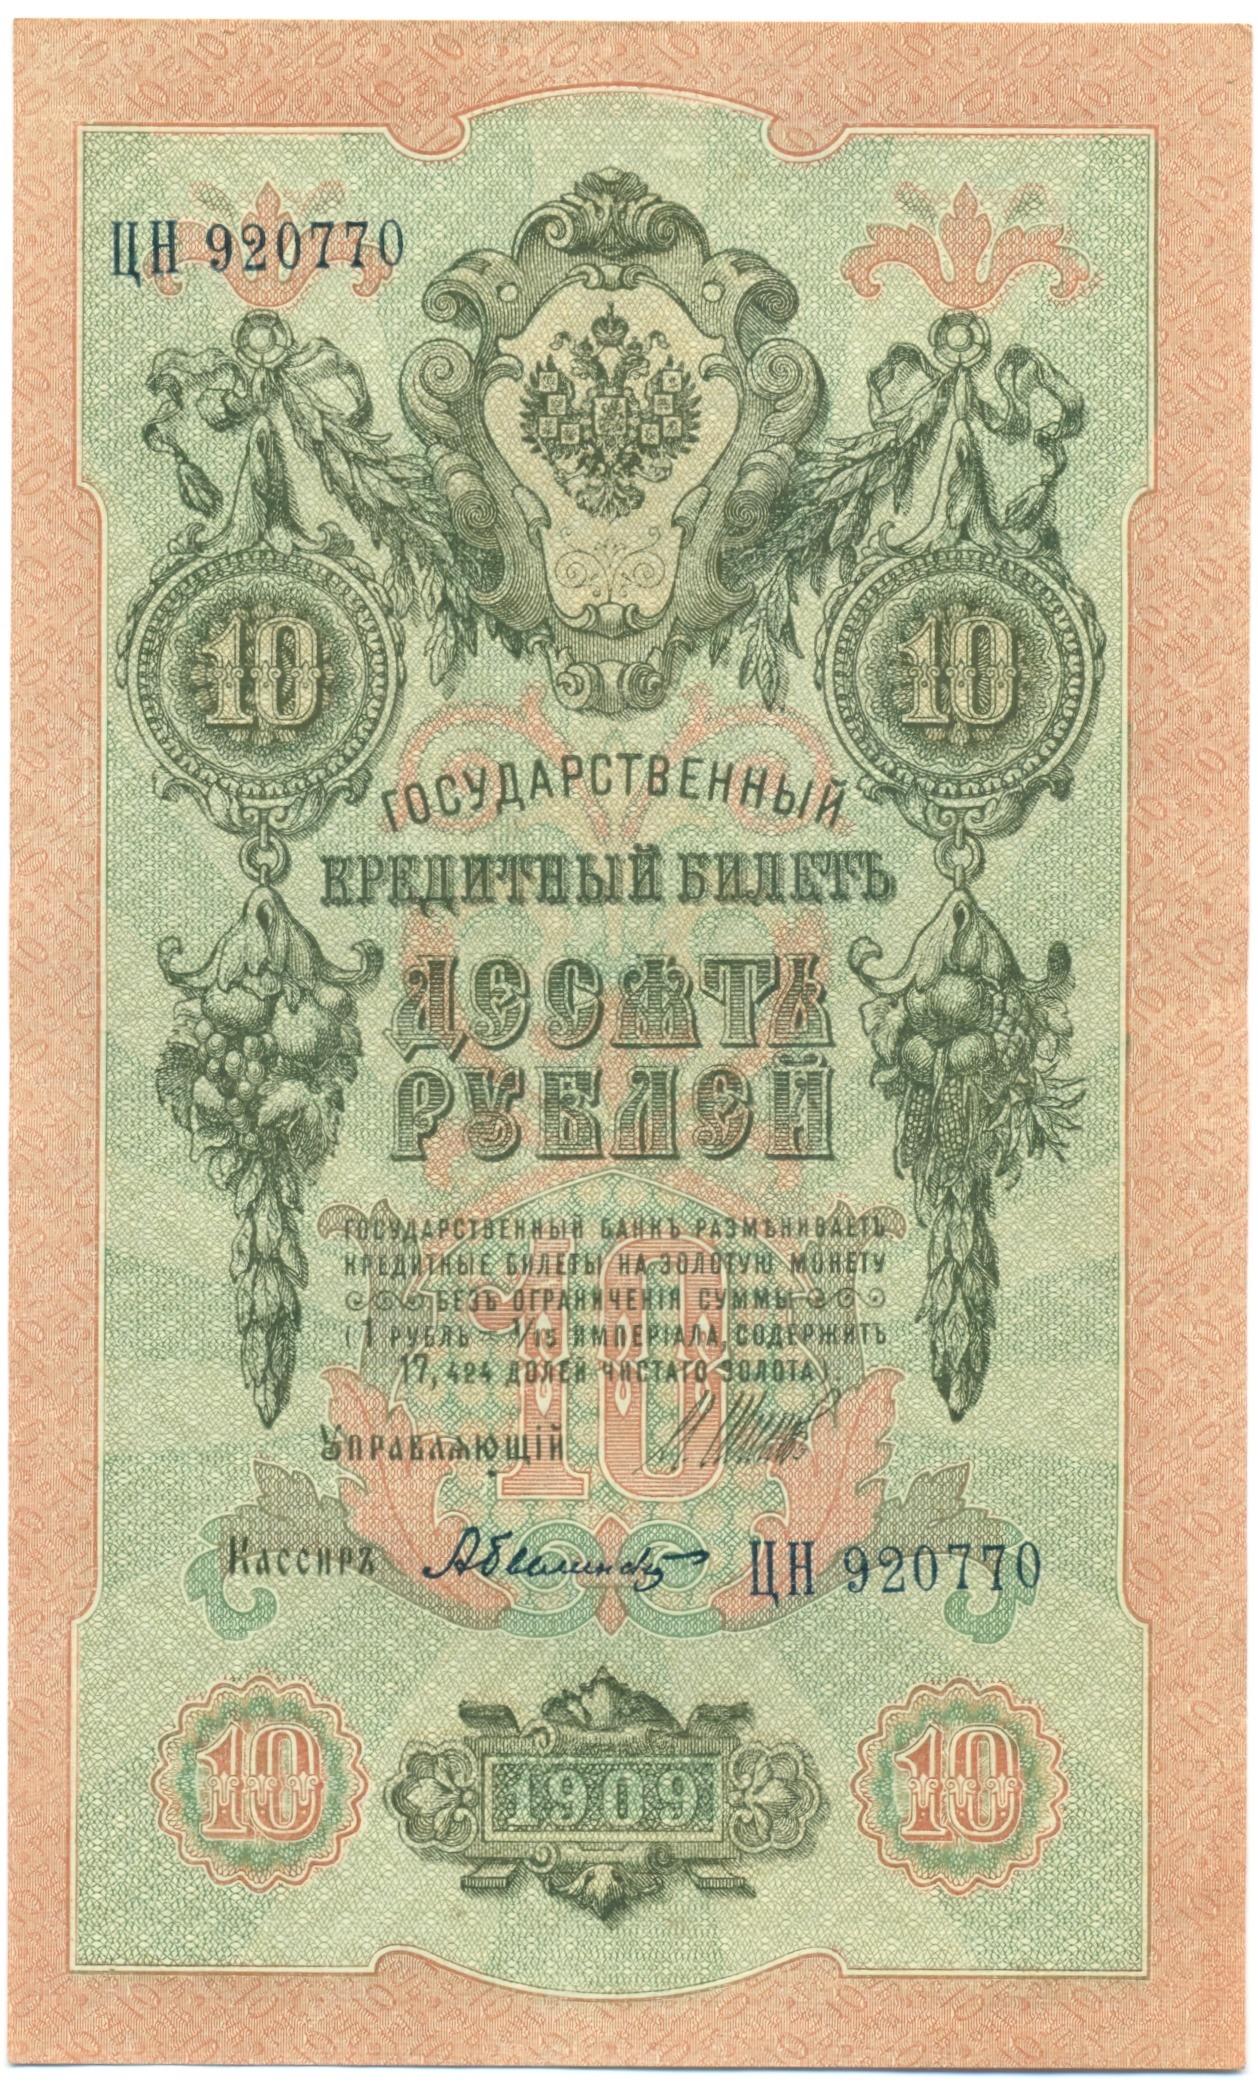 ЦН 920770
10 10
ГОСУДАРСТВЕННЫЙ
КРЕДИТНЫЙ БИЛЕТЪ
ДЕСЯТЬ
РУБЛЕЙ
ГОСУДАРСТВЕННЫЙ БАНКЪ РАЗМѢНИВАЕТЪ
КРЕДИТНЫЕ БИЛЕТЫ НА ЗОЛОТУЮ МОНЕТУ
БЕЗЪ ОГРАНИЧЕНІЯ СУММЫ
(1 РУБЛЬ = 1/15 ИМПЕРІАЛА, СОДЕРЖИТЪ
17,424 ДОЛЕЙ ЧИСТАГО ЗОЛОТА).
10
УПРАВЛЯЮЩІЙ
КАССИРЪ
ЦН 920770
10 1909 10